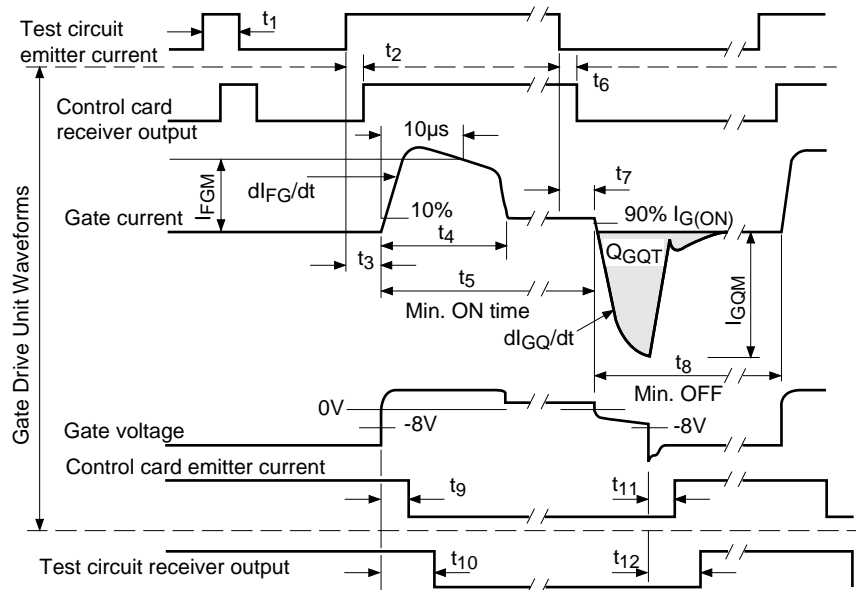 Test circuit
emitter current
t1
t2
t6
Control card
receiver output
10µs
dIFG/dt
IFGM
10%
Gate current
t7
90% IG(ON)
t4
QGQT
t3
t5
Min. ON time
IGQM
dIGQ/dt
t8
Min. OFF
0V
-8V
-8V
Gate voltage
Control card emitter current
t9
t11
Test circuit receiver output
t10
t12
Gate Drive Unit Waveforms